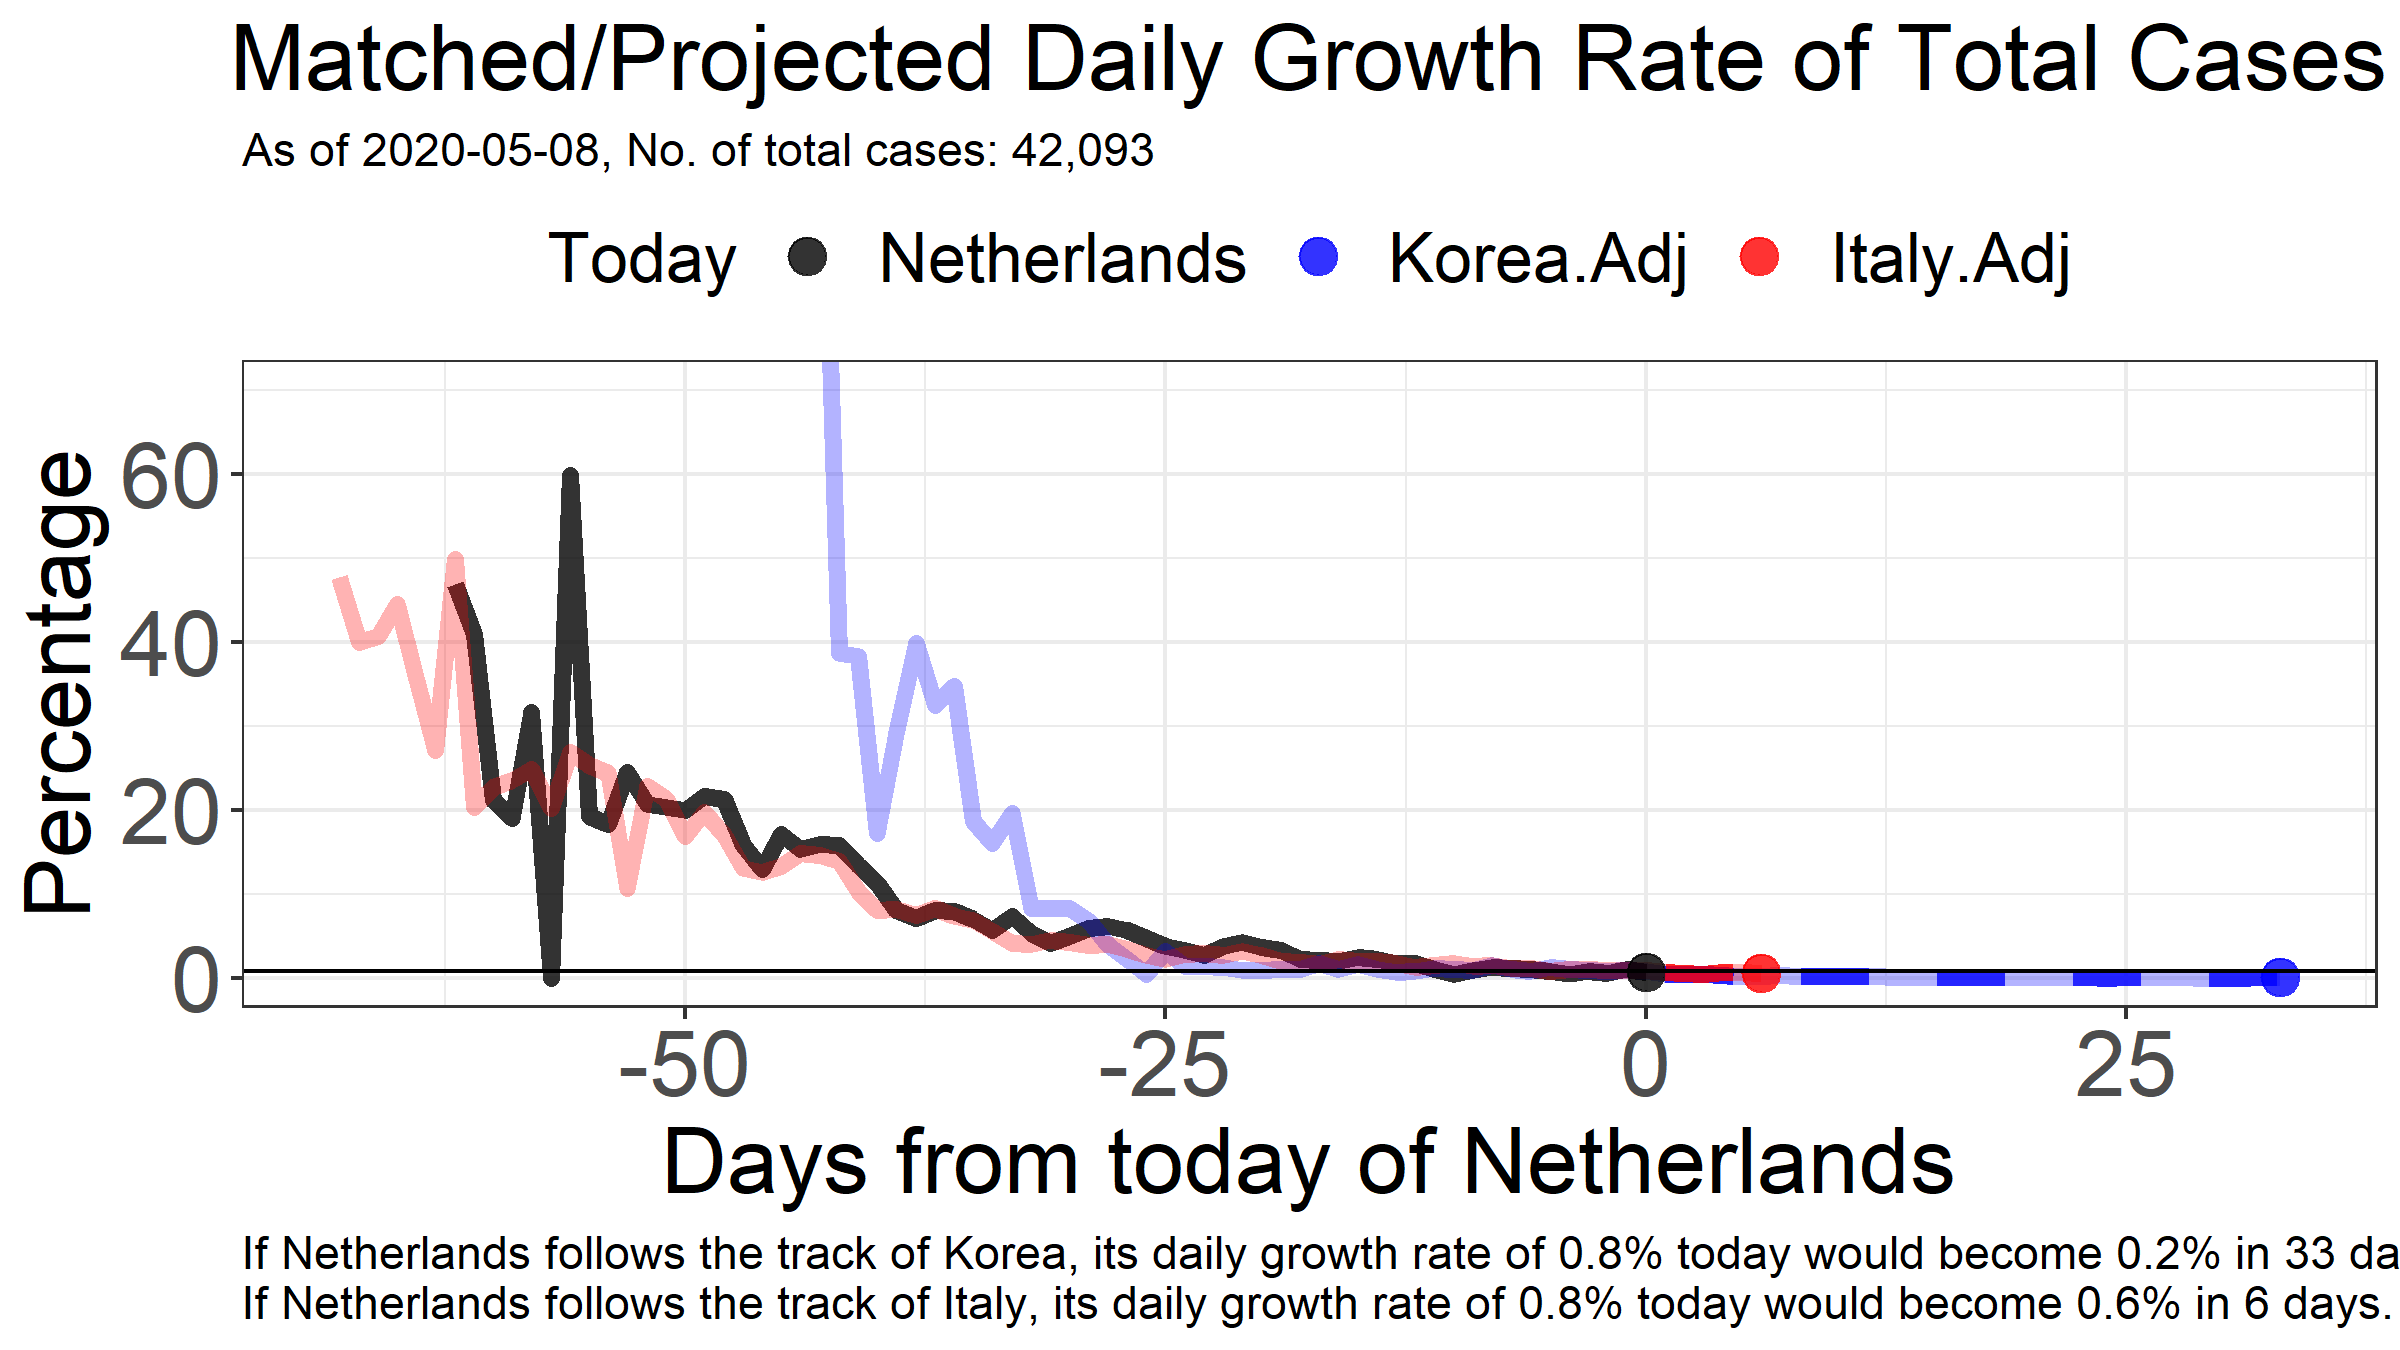 Matched/Projected Daily Growth Rate of Total Cases
As of 2020-05-08, No. of total cases: 42,093
Today Netherlands Korea.Adj Italy.Adj
Percentage
60
40
20
0
-50 -25 0 25
Days from today of Netherlands
If Netherlands follows the track of Korea, its daily growth rate of 0.8% today would become 0.2% in 33 da
If Netherlands follows the track of Italy, its daily growth rate of 0.8% today would become 0.6% in 6 days.